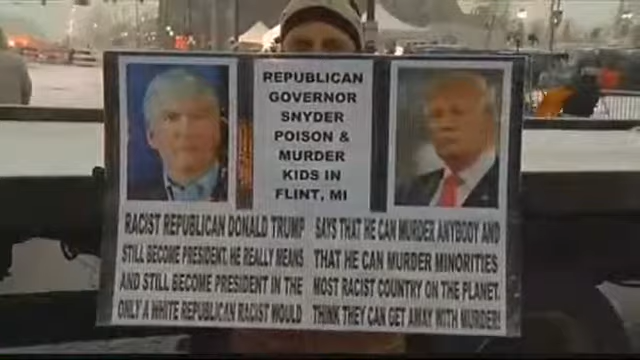 REPUBLICAN
GOVERNOR
SNYDER
POISON &
MURDER
KIDS IN
FLINT, MI
RACIST REPUBLICAN DONALD TRUMP SAYS THAT HE CAN MURDER ANYBODY AND
STILL BECOME PRESIDENT. HE REALLY MEANS THAT HE CAN MURDER MINORITIES
AND STILL BECOME PRESIDENT IN THE MOST RACIST COUNTRY ON THE PLANET.
ONLY A WHITE REPUBLICAN RACIST WOULD THINK THEY CAN GET AWAY WITH MURDER!